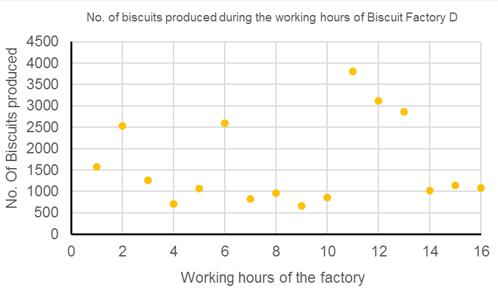 No. of biscuits produced during the working hours of Biscuit Factory D
No. Of Biscuits produced
4500
4000
3500
3000
2500
2000
1500
1000
500
0
0 2 4 6 8 10 12 14 16
Working hours of the factory